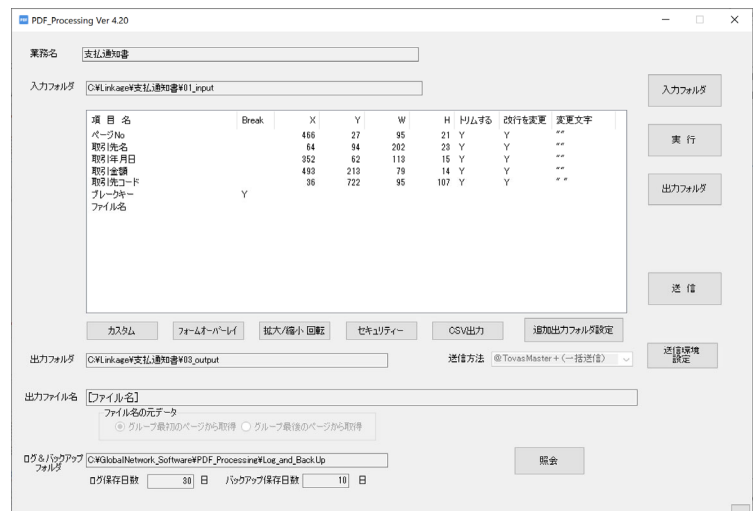 PDF_Processing Ver 4.20
業務名 支払通知書
入力フォルダ C:¥Linkage¥支払通知書¥01_input 入力フォルダ
項 目 名 Break X Y W H トリムする 改行を変更 変更文字
ページNo 466 27 95 21 Y Y ""
取引先名 64 94 202 23 Y Y ""
取引年月日 352 62 113 15 Y Y ""
取引金額 493 213 79 14 Y Y ""
取引先コード 36 722 95 107 Y Y " "
ブレークキー Y
ファイル名
実 行
出力フォルダ
送 信
カスタム フォームオーバーレイ 拡大/縮小 回転 セキュリティー CSV出力 追加出力フォルダ設定
出力フォルダ C:¥Linkage¥支払通知書¥03_output 送信方法 @TovasMaster+(一括送信) 送信環境
設定
出力ファイル名 [ファイル名]
ファイル名の元データ
グループ最初のページから取得 グループ最後のページから取得
ログ&バックアップ
フォルダ C:¥GlobalNetwork_Software¥PDF_Processing¥Log_and_BackUp 照会
ログ保存日数 30 日 バックアップ保存日数 10 日